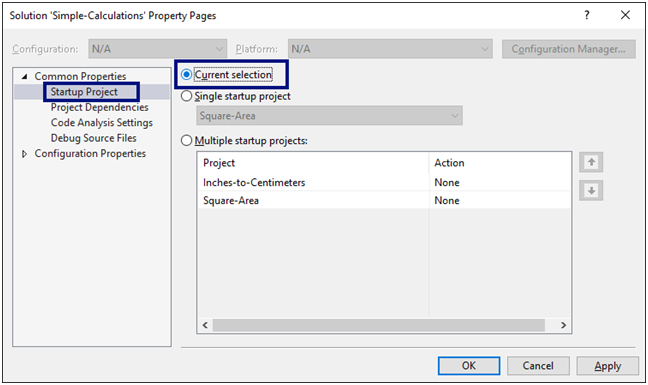 Solution 'Simple-Calculations' Property Pages
? ×
Configuration: N/A Platform: N/A Configuration Manager...
Common Properties
Startup Project
Project Dependencies
Code Analysis Settings
Debug Source Files
Configuration Properties
Current selection
Single startup project
Square-Area
Multiple startup projects:
Project Action
Inches-to-Centimeters None
Square-Area None
OK Cancel Apply